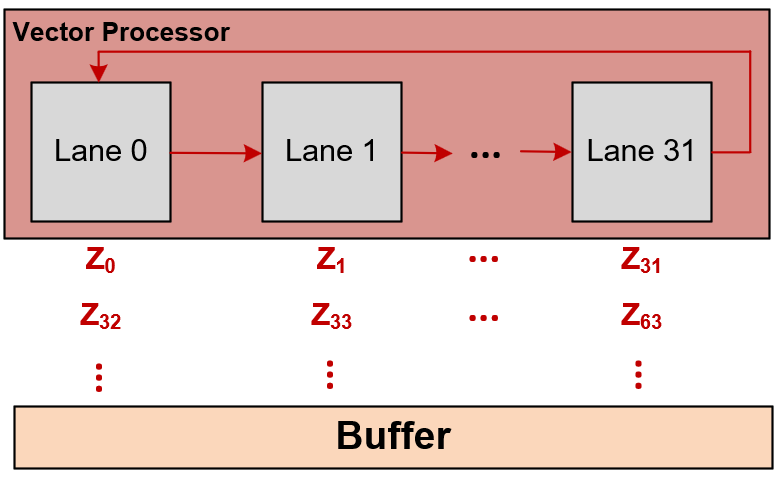 Vector Processor
Lane 0 Lane 1 ... Lane 31
Z0 Z1 ... Z31
Z32 Z33 ... Z63
Buffer